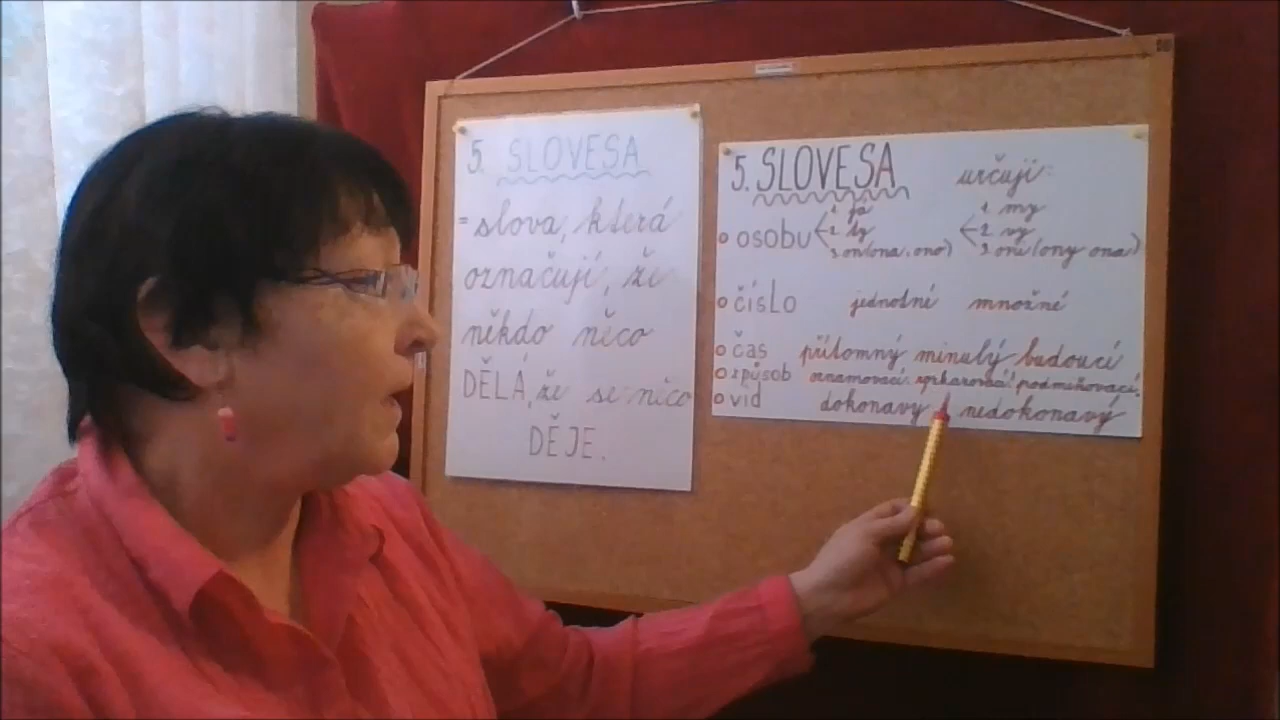 5. SLOVESA
= slova, která
označují, že
někdo něco
DĚLÁ, že se něco
DĚJE.
5. SLOVESA určují:
osobu
1 já
2 ty
3 on (ona, ono)
1 my
2 vy
3 oni (ony ona)
číslo jednotné množné
čas přítomný minulý budoucí
způsob oznamovací. rozkazovací! podmiňovací.
vid dokonavý nedokonavý